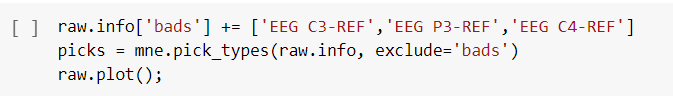 [ ] raw.info['bads'] += ['EEG C3-REF','EEG P3-REF','EEG C4-REF']
picks = mne.pick_types(raw.info, exclude='bads')
raw.plot();